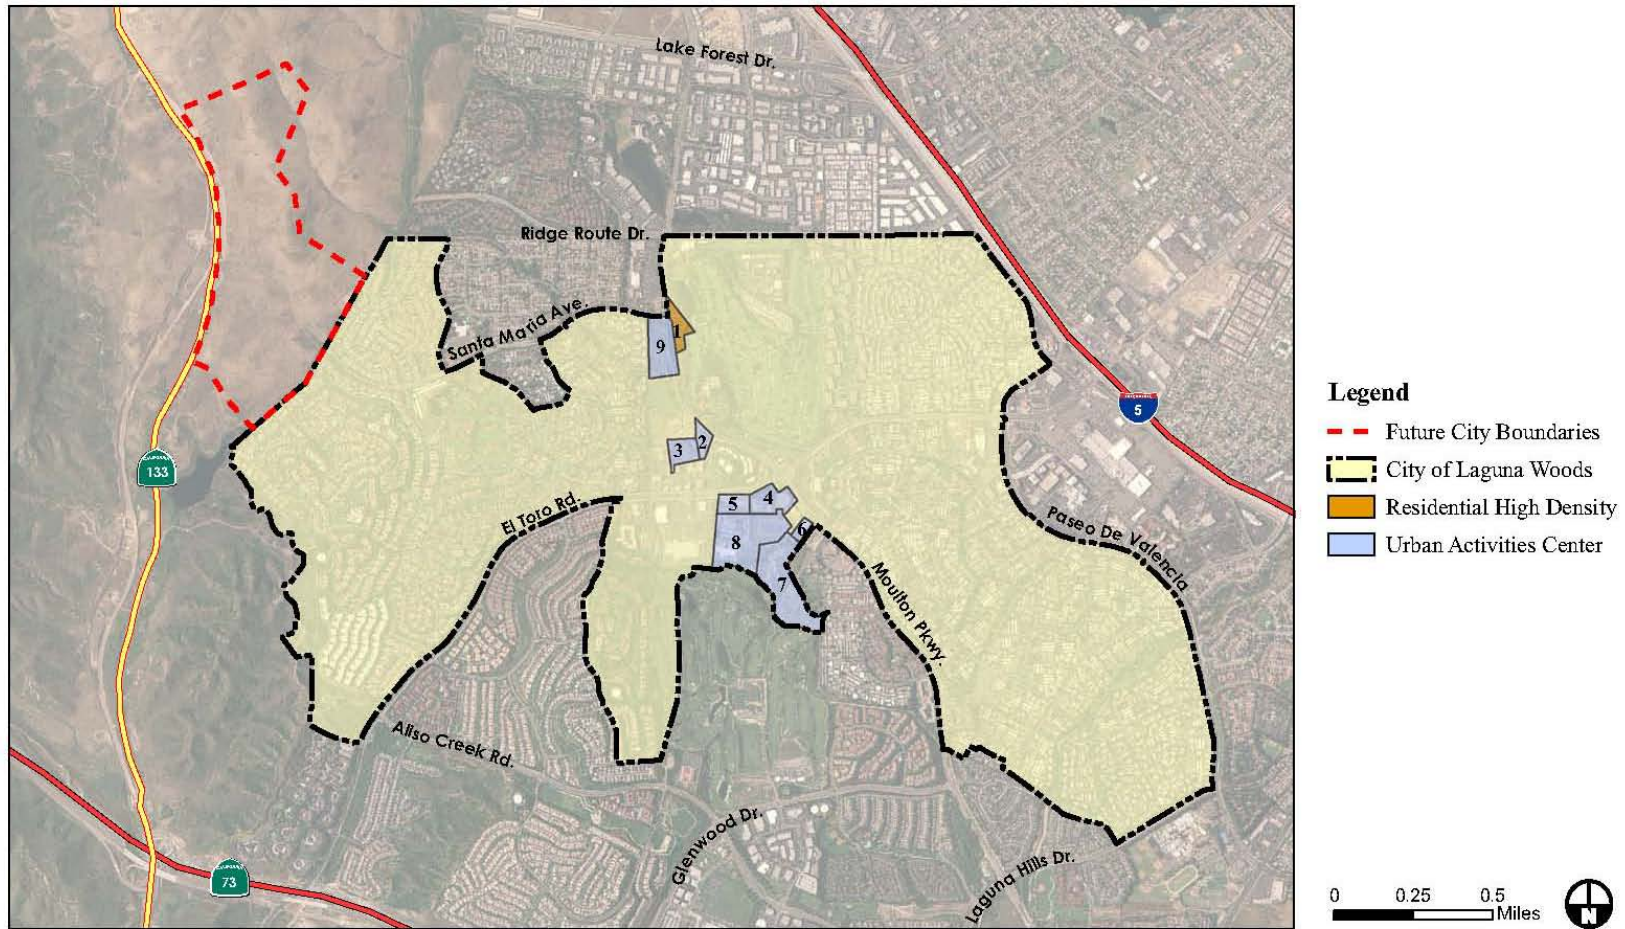 Lake Forest Dr.
Ridge Route Dr.
Santa Maria Ave.
1
9
2
3
5
4
6
8
7
El Toro Rd.
Moulton Pkwy.
Paseo De Valencia
Aliso Creek Rd.
Glenwood Dr.
Laguna Hills Dr.
133
73
5
Legend
Future City Boundaries
City of Laguna Woods
Residential High Density
Urban Activities Center
0 0.25 0.5
Miles
N